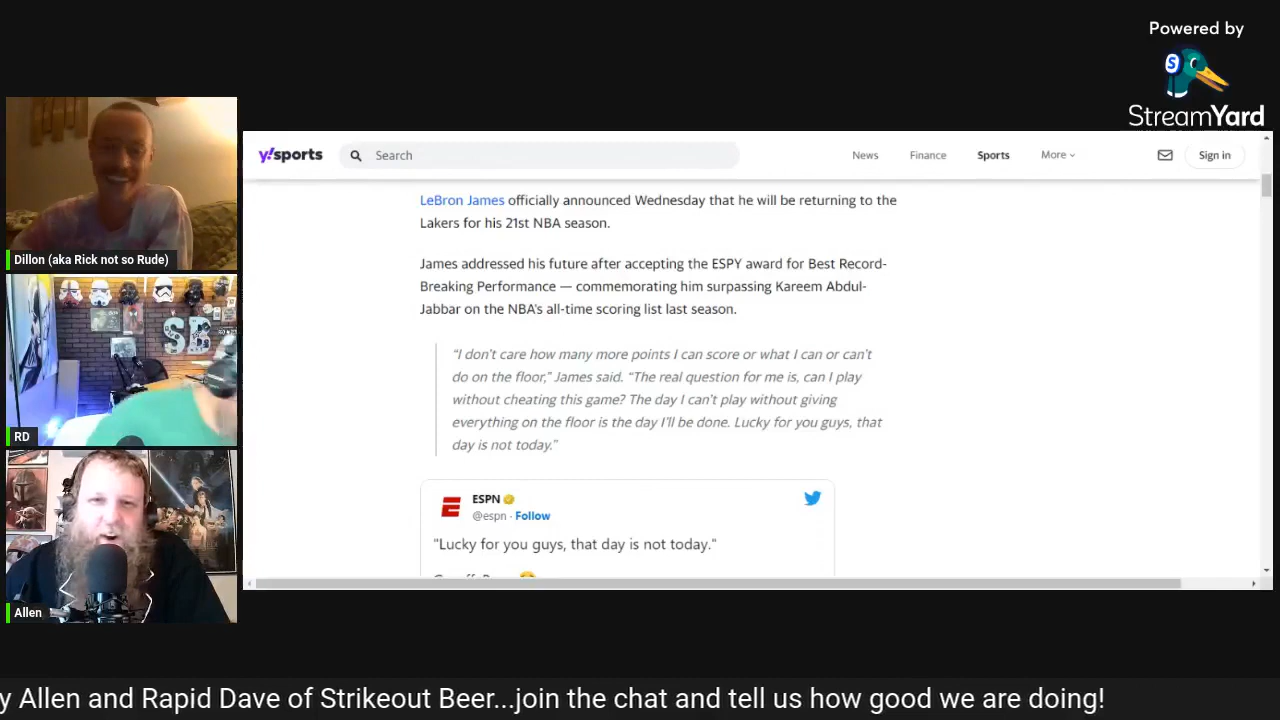 Powered by
StreamYard
y!sports
Search
News
Finance
Sports
More
Sign in
LeBron James officially announced Wednesday that he will be returning to the
Lakers for his 21st NBA season.
James addressed his future after accepting the ESPY award for Best Record-
Breaking Performance — commemorating him surpassing Kareem Abdul-
Jabbar on the NBA's all-time scoring list last season.
“I don’t care how many more points I can score or what I can or can’t
do on the floor,” James said. “The real question for me is, can I play
without cheating this game? The day I can’t play without giving
everything on the floor is the day I’ll be done. Lucky for you guys, that
day is not today.”
ESPN
@espn · Follow
"Lucky for you guys, that day is not today."
Dillon (aka Rick not so Rude)
SB
RD
Allen
y Allen and Rapid Dave of Strikeout Beer...join the chat and tell us how good we are doing!